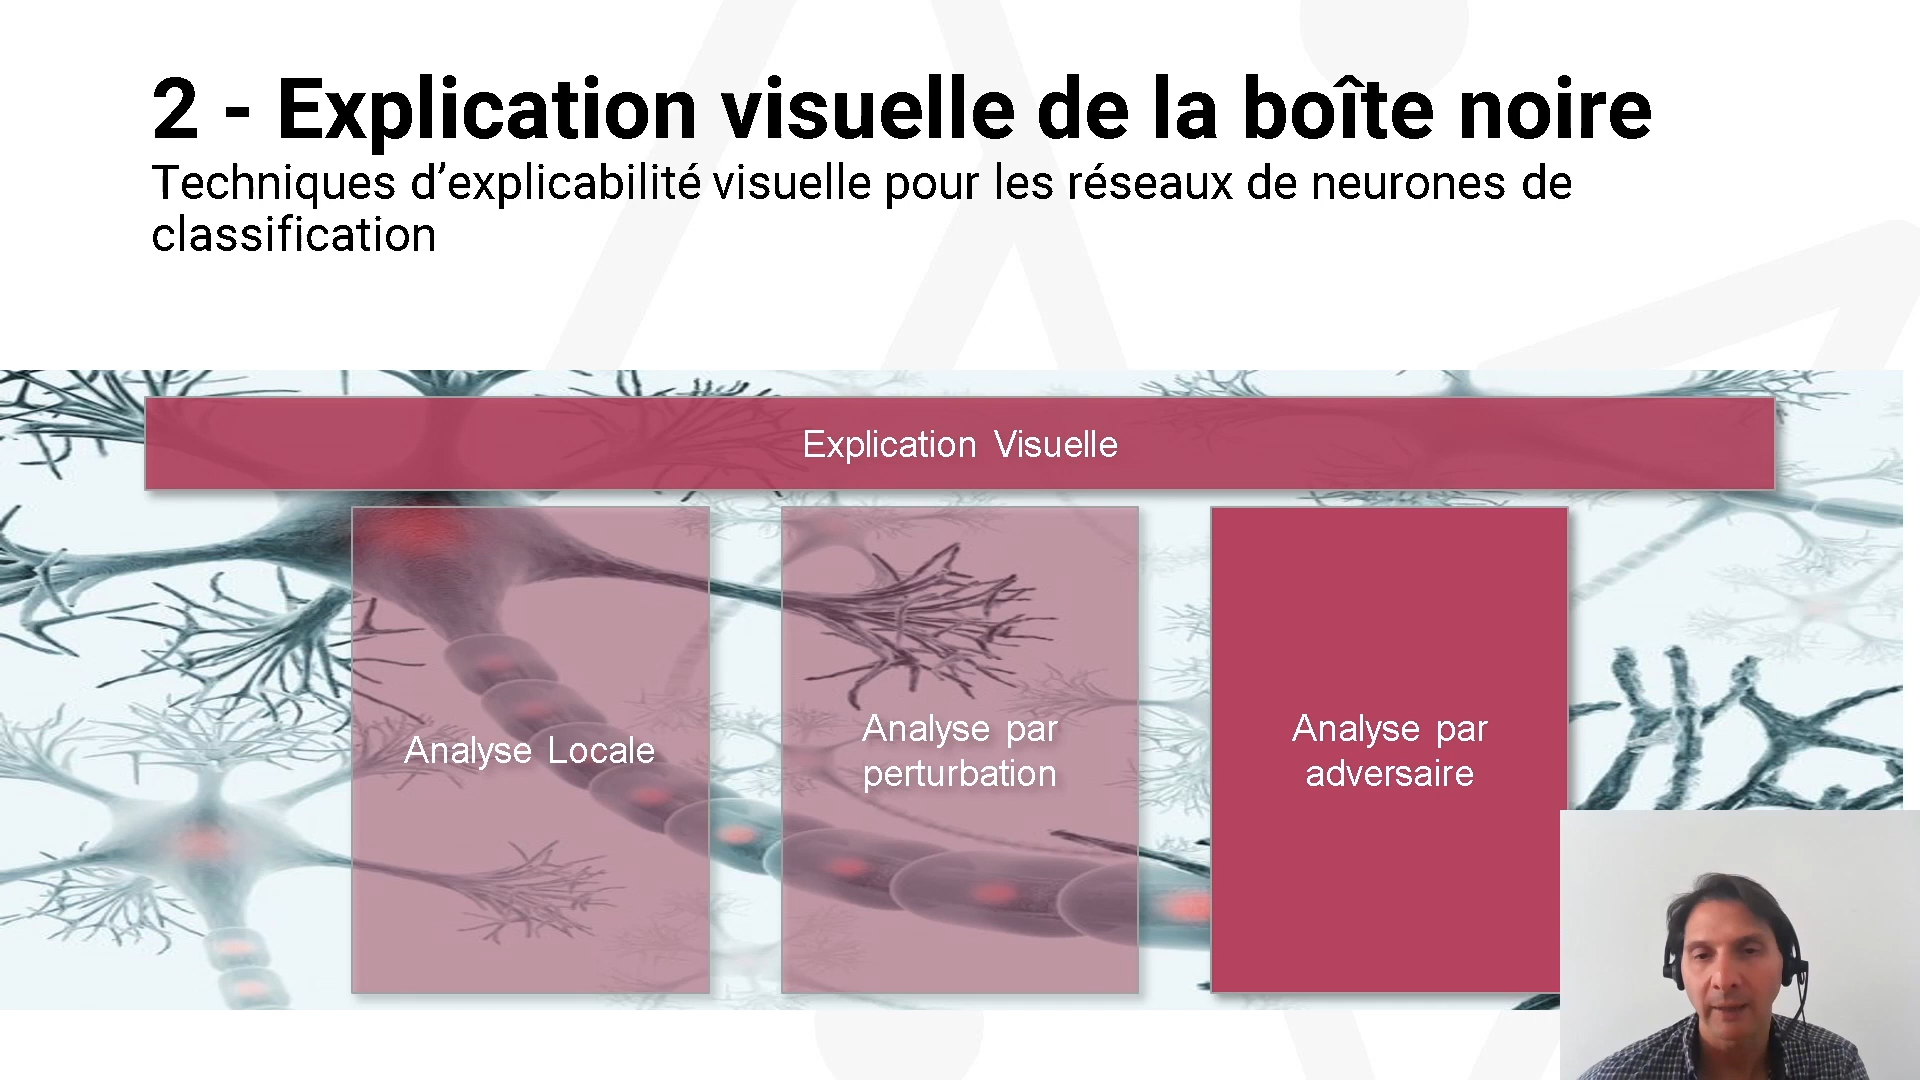 2 - Explication visuelle de la boîte noire
Techniques d’explicabilité visuelle pour les réseaux de neurones de
classification
Explication Visuelle
Analyse Locale
Analyse par
perturbation
Analyse par
adversaire